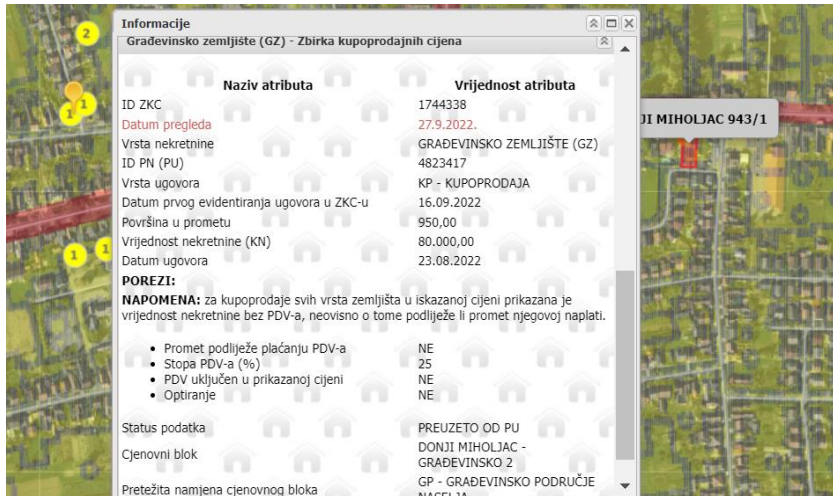 Informacije
Građevinsko zemljište (GZ) - Zbirka kupoprodajnih cijena
2
1
1
1
1
JI MIHOLJAC 943/1
Naziv atributa Vrijednost atributa
ID ZKC 1744338
Datum pregleda 27.9.2022.
Vrsta nekretnine GRAĐEVINSKO ZEMLJIŠTE (GZ)
ID PN (PU) 4823417
Vrsta ugovora KP - KUPOPRODAJA
Datum prvog evidentiranja ugovora u ZKC-u 16.09.2022
Površina u prometu 950,00
Vrijednost nekretnine (KN) 80.000,00
Datum ugovora 23.08.2022
POREZI:
NAPOMENA: za kupoprodaje svih vrsta zemljišta u iskazanoj cijeni prikazana je
vrijednost nekretnine bez PDV-a, neovisno o tome podliježe li promet njegovoj naplati.
• Promet podliježe plaćanju PDV-a NE
• Stopa PDV-a (%) 25
• PDV uključen u prikazanoj cijeni NE
• Optiranje NE
Status podatka PREUZETO OD PU
Cjenovni blok DONJI MIHOLJAC -
GRAĐEVINSKO 2
Pretežita namjena cjenovnog bloka GP - GRAĐEVINSKO PODRUČJE
NASELJA